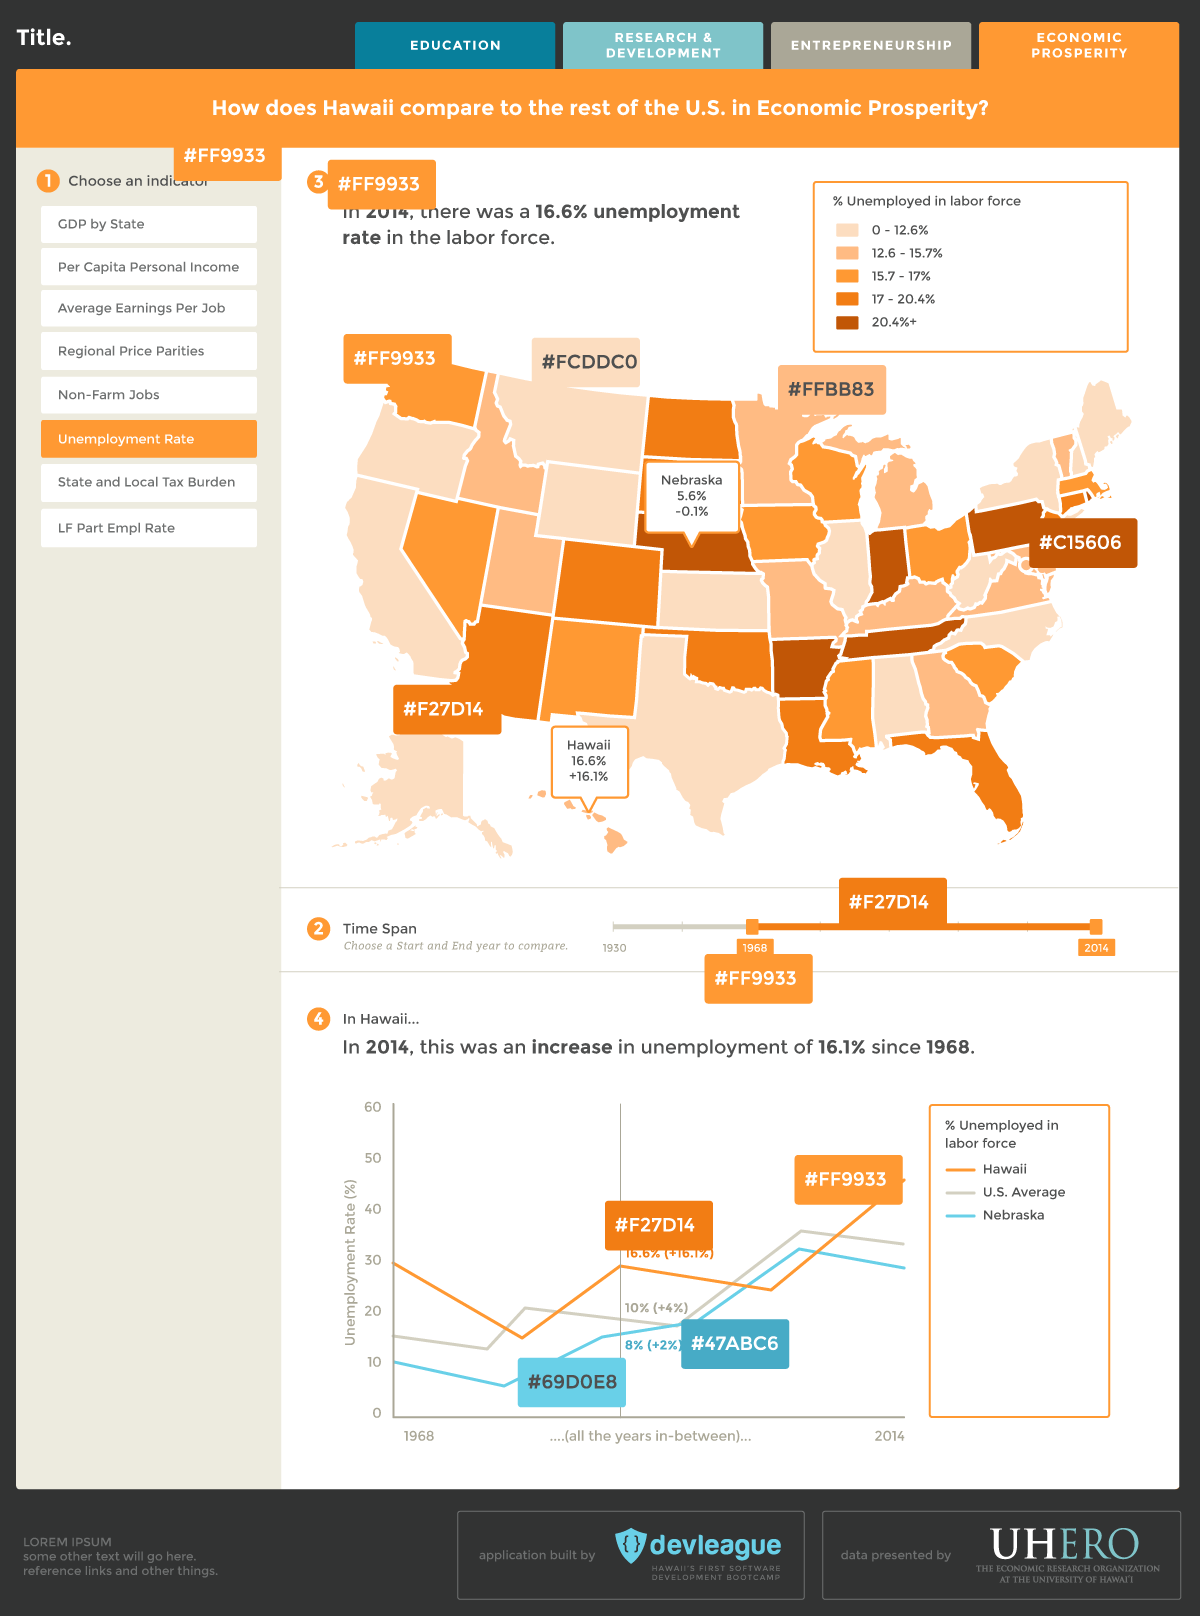 Title.
EDUCATION
RESEARCH &
DEVELOPMENT
ENTREPRENEURSHIP
ECONOMIC
PROSPERITY
How does Hawaii compare to the rest of the U.S. in Economic Prosperity?
#FF9933
1 Choose an indicator
GDP by State
Per Capita Personal Income
Average Earnings Per Job
Regional Price Parities
Non-Farm Jobs
Unemployment Rate
State and Local Tax Burden
LF Part Empl Rate
3 #FF9933
In 2014, there was a 16.6% unemployment
rate in the labor force.
% Unemployed in labor force
0 - 12.6%
12.6 - 15.7%
15.7 - 17%
17 - 20.4%
20.4%+
#FF9933
#FCDDC0
#FFBB83
Nebraska
5.6%
-0.1%
#C15606
#F27D14
Hawaii
16.6%
+16.1%
2 Time Span
Choose a Start and End year to compare.
#F27D14
1930
1968
2014
#FF9933
4 In Hawaii...
In 2014, this was an increase in unemployment of 16.1% since 1968.
Unemployment Rate (%)
60
50
40
30
20
10
0
#FF9933
#F27D14
16.6% (+16.1%)
10% (+4%)
8% (+2%)
#47ABC6
#69D0E8
1968
....(all the years in-between)...
2014
% Unemployed in
labor force
Hawaii
U.S. Average
Nebraska
LOREM IPSUM
some other text will go here.
reference links and other things.
application built by
devleague
HAWAII'S FIRST SOFTWARE
DEVELOPMENT BOOTCAMP
data presented by
UHERO
THE ECONOMIC RESEARCH ORGANIZATION
AT THE UNIVERSITY OF HAWAI'I